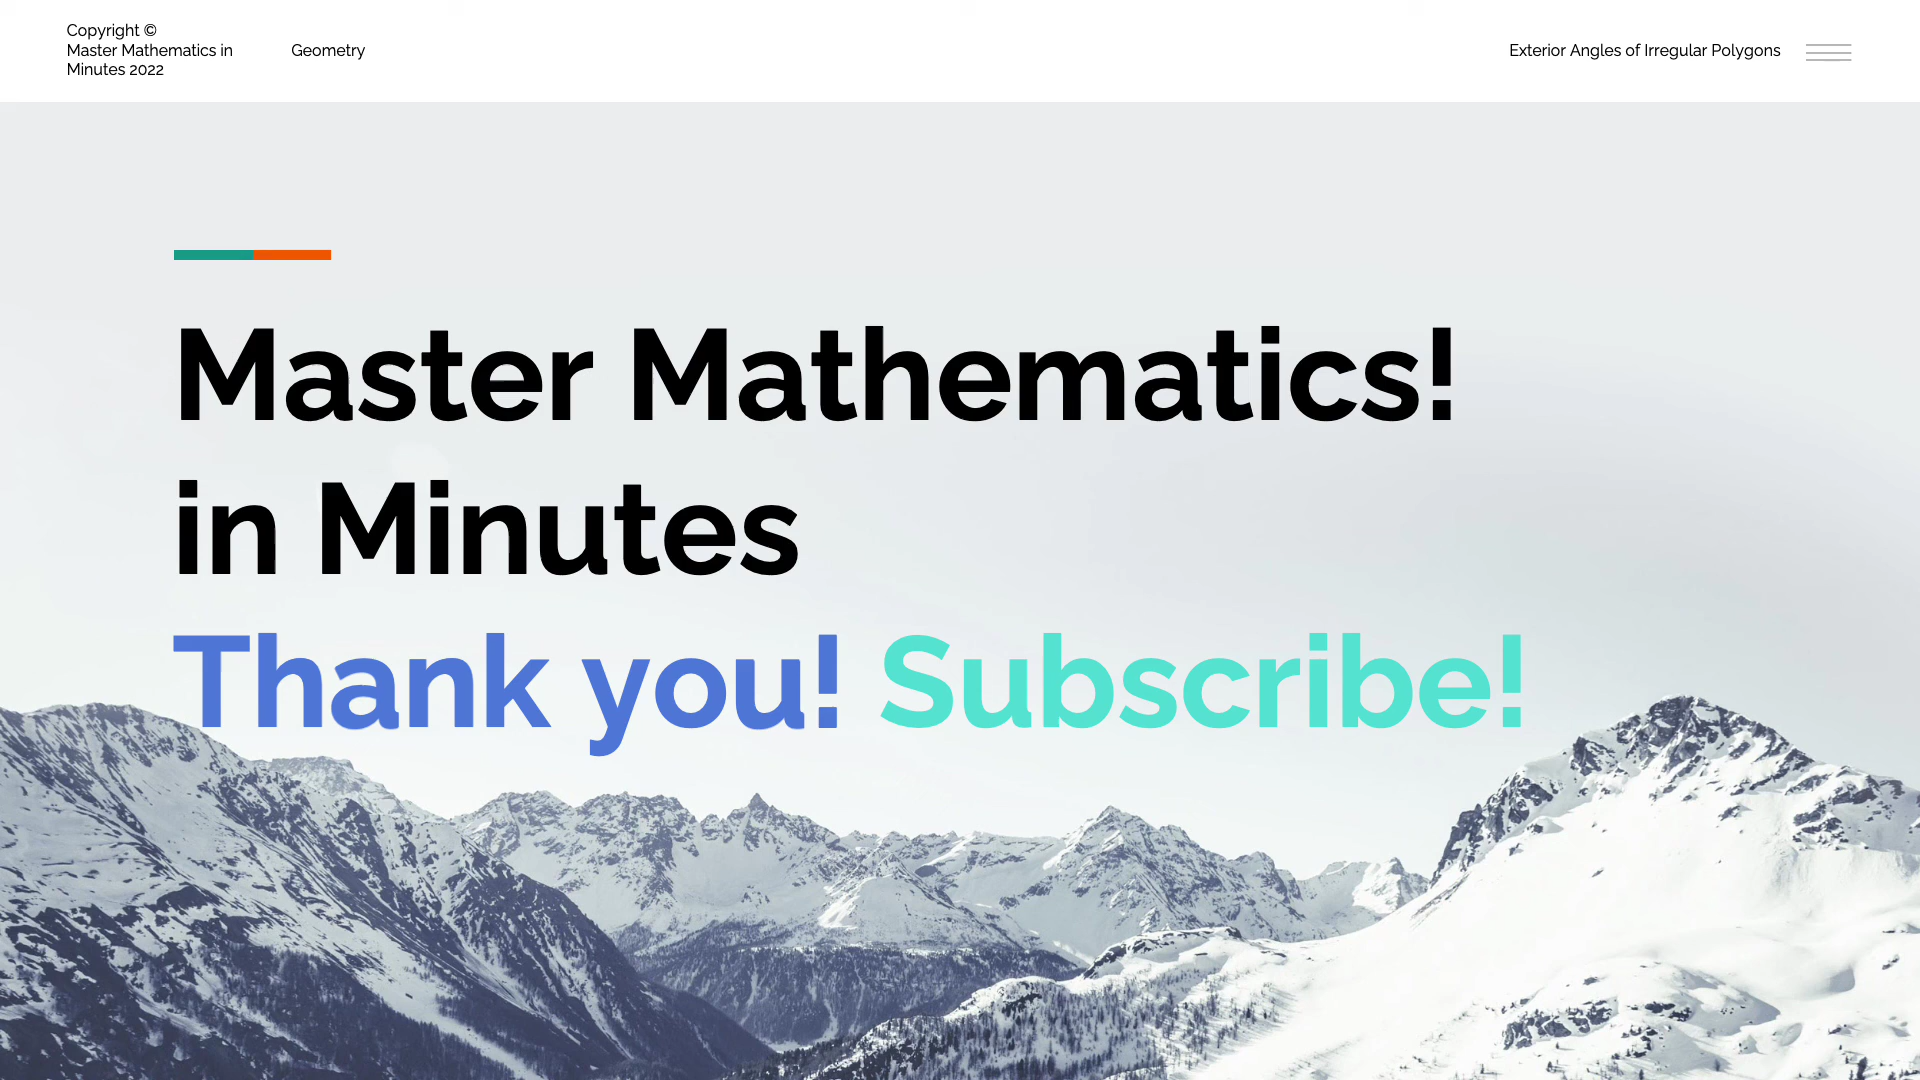 Copyright ©
Master Mathematics in
Minutes 2022
Geometry
Exterior Angles of Irregular Polygons
Master Mathematics!
in Minutes
Thank you! Subscribe!